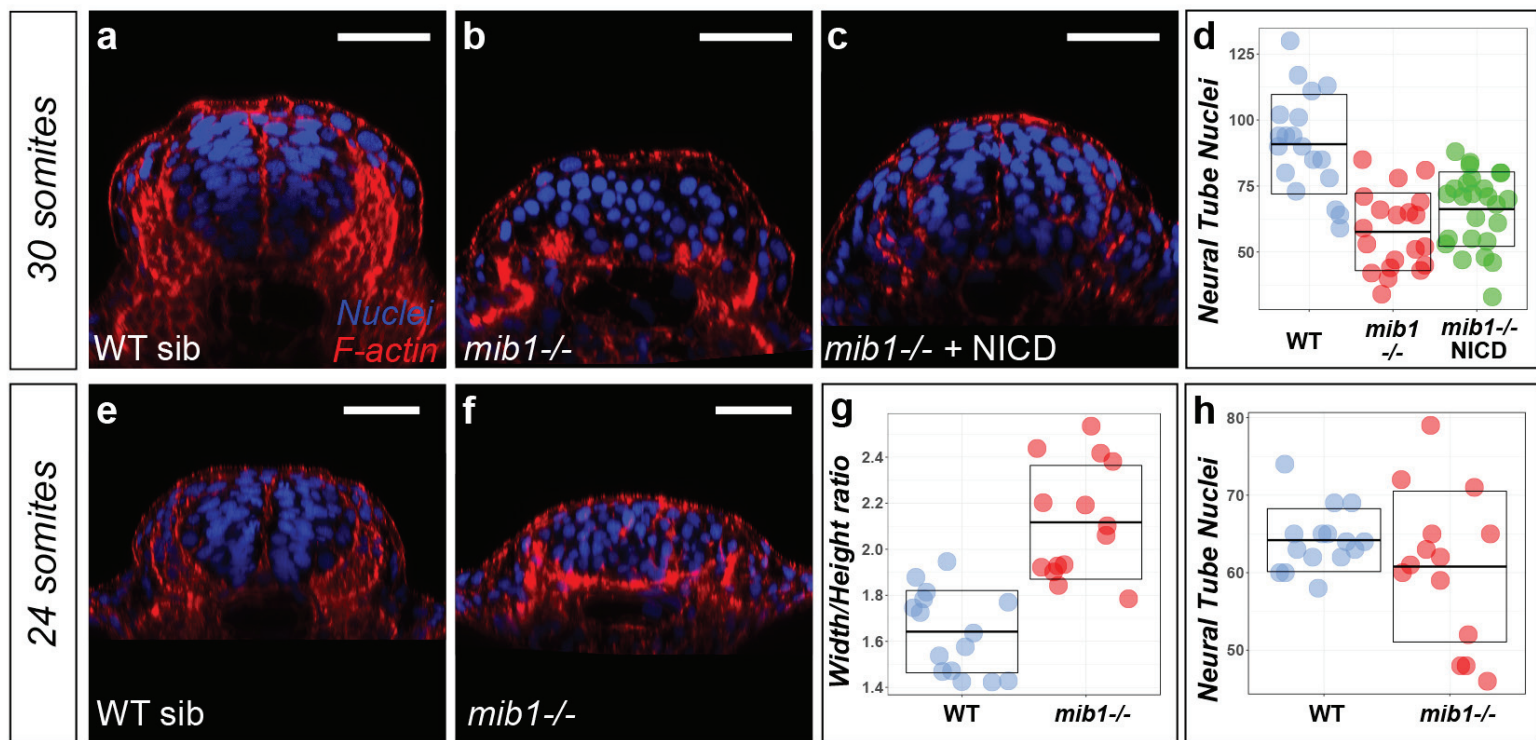 30 somites
a
WT sib
Nuclei
F-actin
b
mib1-/-
c
mib1-/- + NICD
d
Neural Tube Nuclei
125
100
75
50
WT
mib1
-/-
mib1-/-
NICD
24 somites
e
WT sib
f
mib1-/-
g
Width/Height ratio
2.4
2.2
2.0
1.8
1.6
1.4
WT
mib1-/-
h
Neural Tube Nuclei
80
70
60
50
WT
mib1-/-